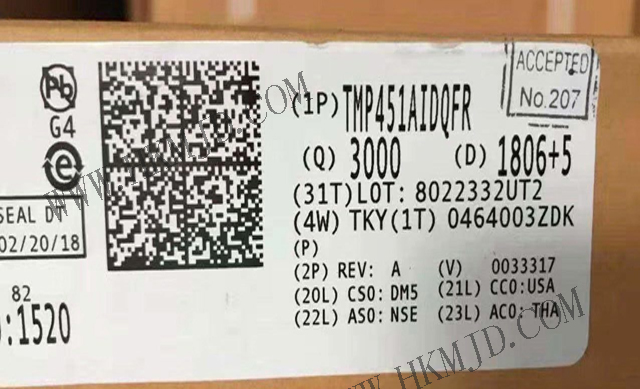 ACCEPTED
No.207
Pb
G4
e
(1P) TMP451AIDQFR
(Q) 3000 (D) 1806+5
(31T)LOT: 8022332UT2
(4W) TKY(1T) 0464003ZDK
(P)
(2P) REV: A (V) 0033317
(20L) CSO: DM5 (21L) CCO:USA
(22L) ASO: NSE (23L) ACO: THA
SEAL D
02/20/18
82
:1520
WWW.HKMJD.COM
WWW.HKMJD.COM